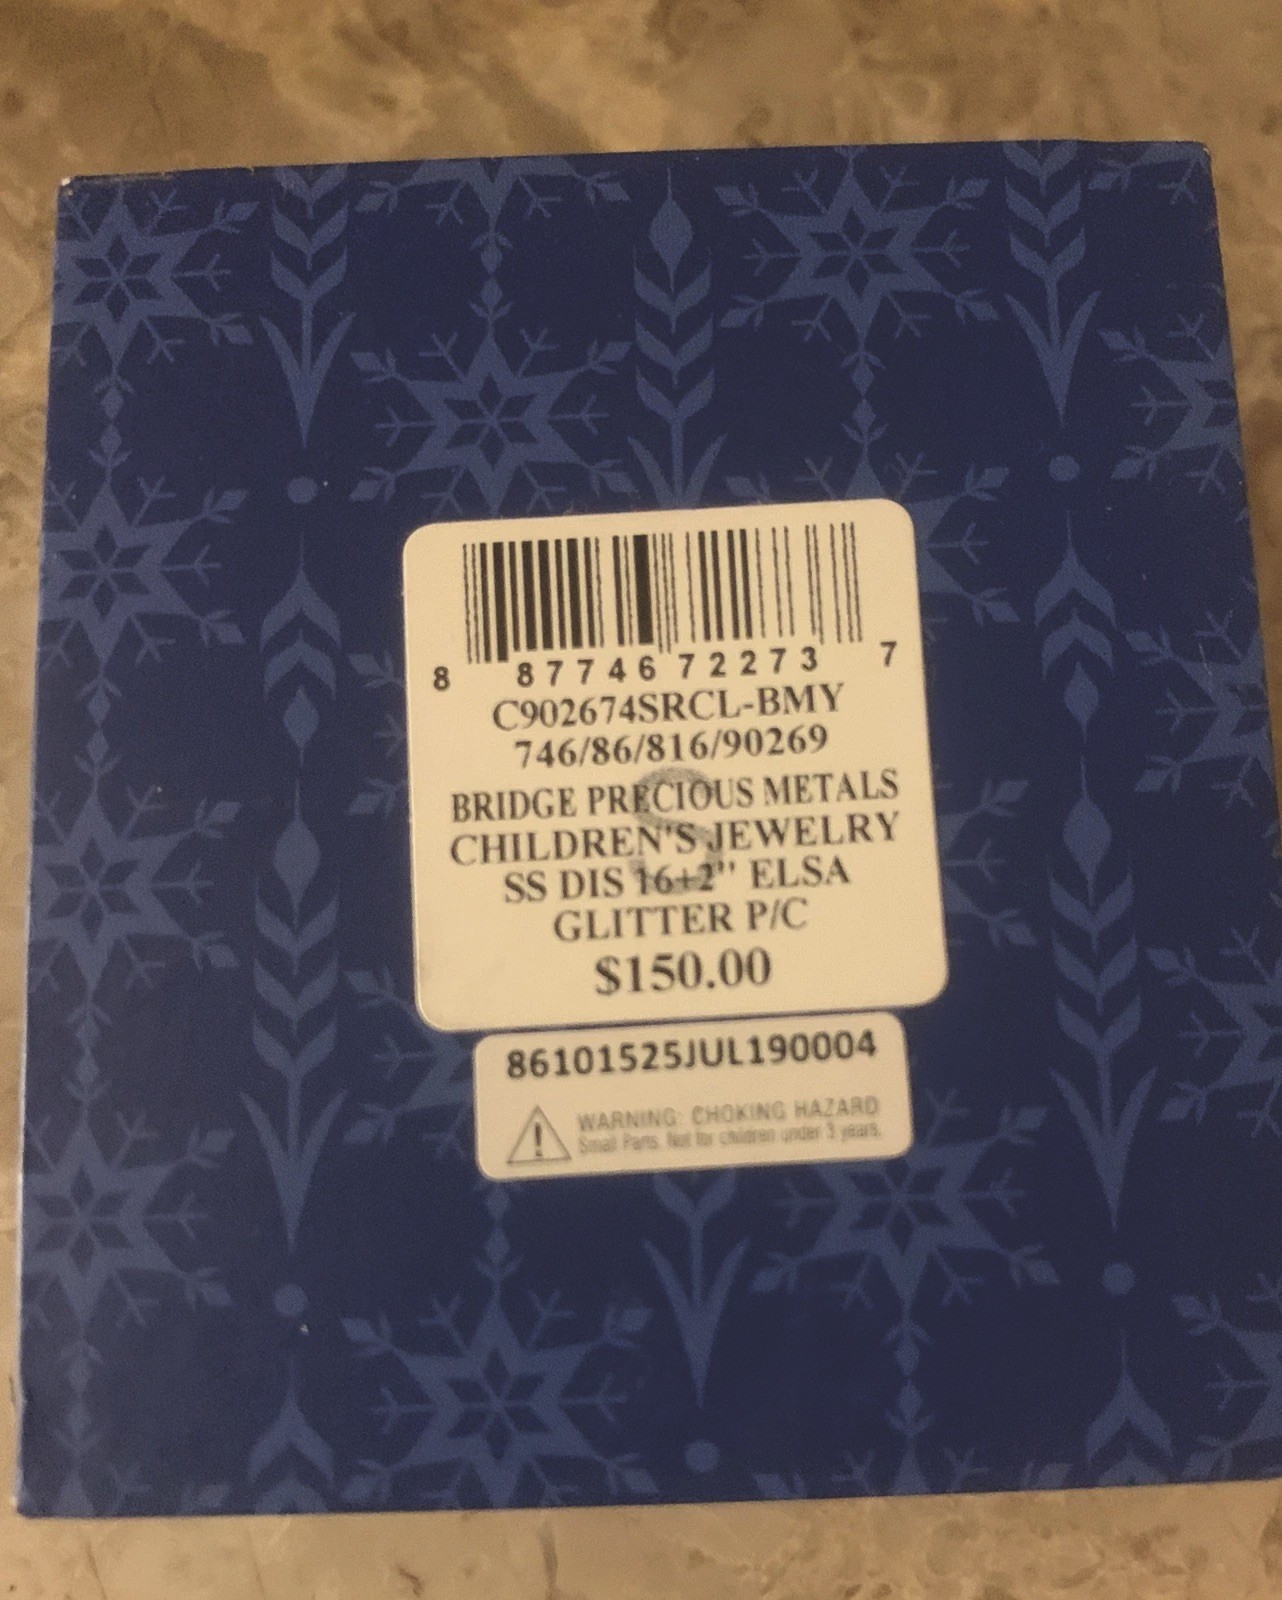 8 87746 72273 7
C902674SRCL-BMY
746/86/816/90269
BRIDGE PRECIOUS METALS
CHILDREN'S JEWELRY
SS DIS 16+2" ELSA
GLITTER P/C
$150.00
S
86101525JUL190004
WARNING: CHOKING HAZARD
Small Parts. Not for children under 3 years.